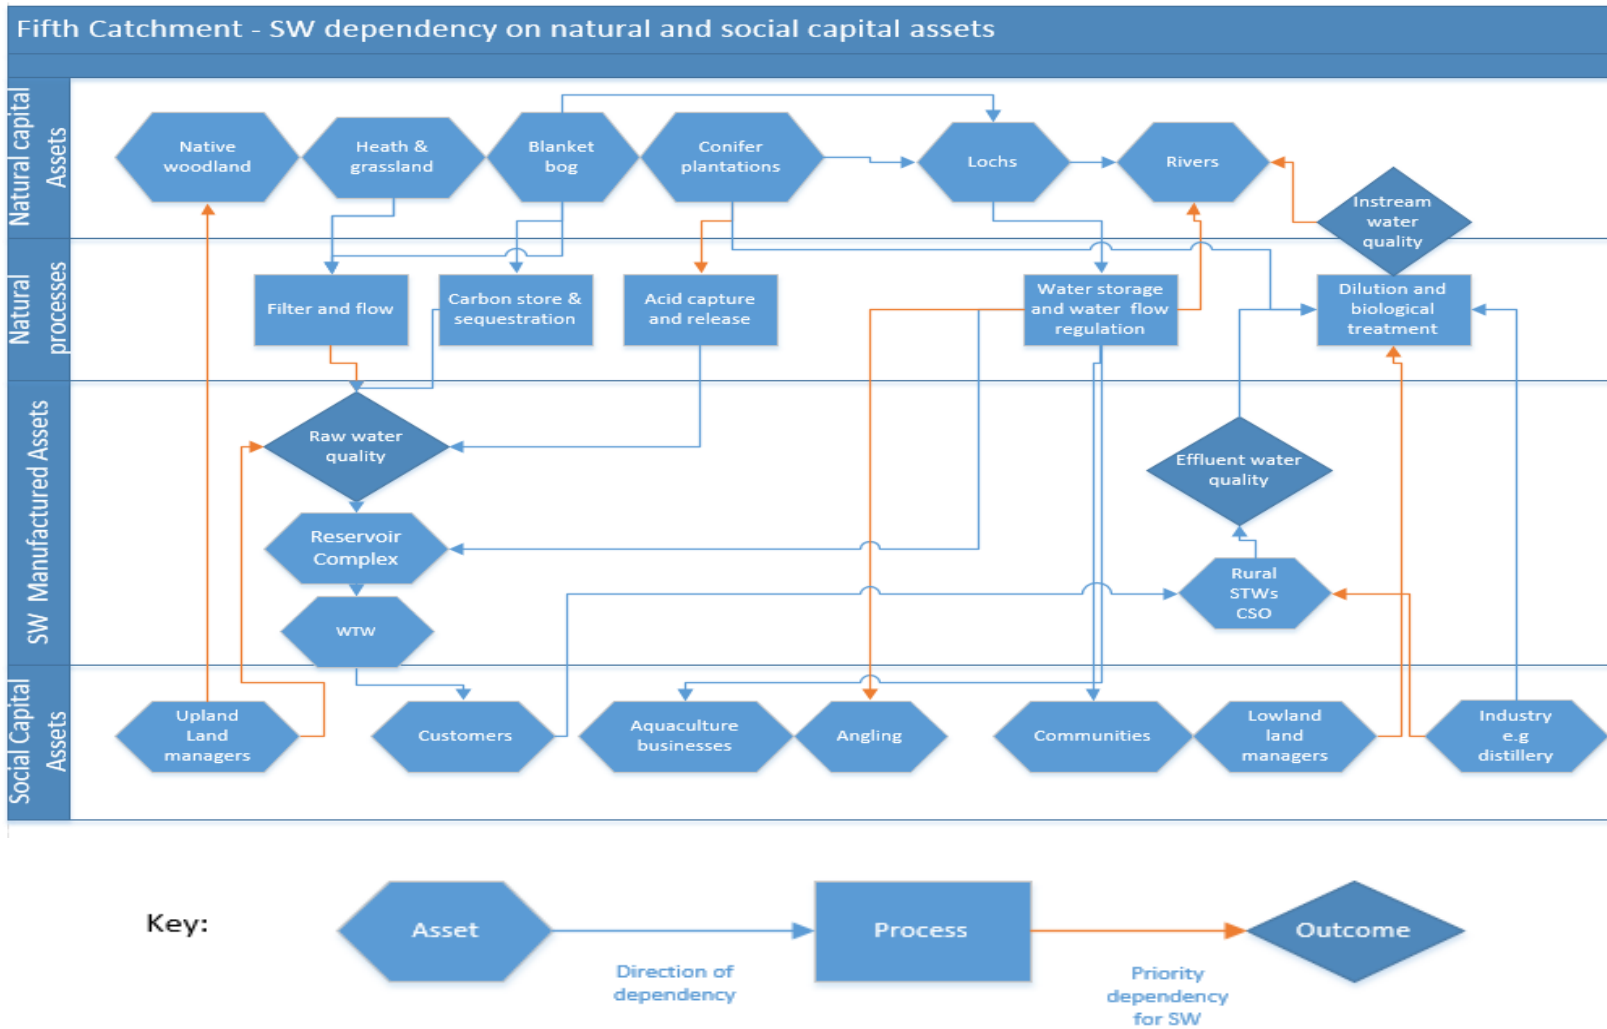 Fifth Catchment - SW dependency on natural and social capital assets
Natural capital
Assets
Native
woodland
Heath &
grassland
Blanket
bog
Conifer
plantations
Lochs
Rivers
Instream
water
quality
Natural
processes
Filter and flow
Carbon store &
sequestration
Acid capture
and release
Water storage
and water flow
regulation
Dilution and
biological
treatment
SW Manufactured Assets
Raw water
quality
Effluent water
quality
Reservoir
Complex
Rural
STWs
CSO
WTW
Social Capital
Assets
Upland
Land
managers
Customers
Aquaculture
businesses
Angling
Communities
Lowland
land
managers
Industry
e.g
distillery
Key:
Asset
Direction of
dependency
Process
Priority
dependency
for SW
Outcome